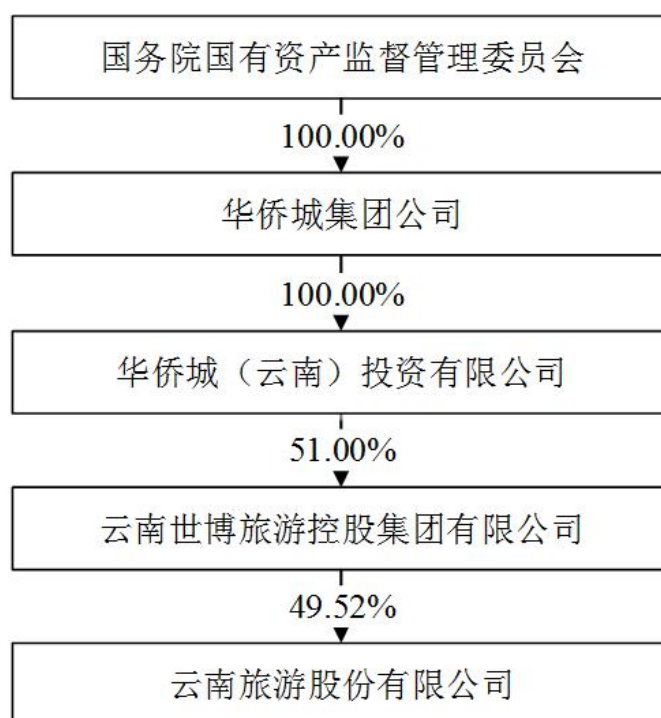 国务院国有资产监督管理委员会
100.00%
华侨城集团公司
100.00%
华侨城（云南）投资有限公司
51.00%
云南世博旅游控股集团有限公司
49.52%
云南旅游股份有限公司